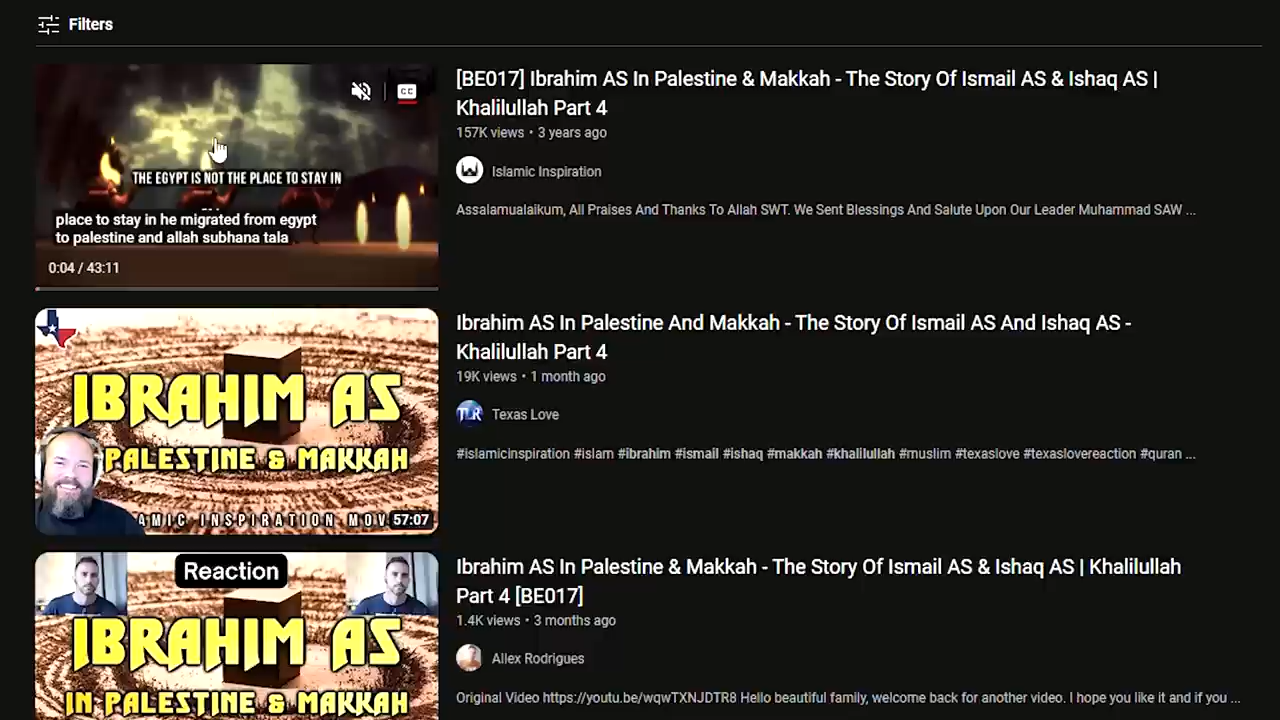 Filters
[BE017] Ibrahim AS In Palestine & Makkah - The Story Of Ismail AS & Ishaq AS |
Khalilullah Part 4
157K views • 3 years ago
CC
Islamic Inspiration
THE EGYPT IS NOT THE PLACE TO STAY IN
Assalamualaikum, All Praises And Thanks To Allah SWT. We Sent Blessings And Salute Upon Our Leader Muhammad SAW ...
place to stay in he migrated from egypt
to palestine and allah subhana tala
0:04 / 43:11
Ibrahim AS In Palestine And Makkah - The Story Of Ismail AS And Ishaq AS -
Khalilullah Part 4
19K views • 1 month ago
IBRAHIM AS
TLR Texas Love
PALESTINE & MAKKAH
#islamicinspiration #islam #ibrahim #ismail #ishaq #makkah #khalilullah #muslim #texaslove #texaslovereaction #quran ...
AMIC INSPIRATION MOV
57:07
Reaction
Ibrahim AS In Palestine & Makkah - The Story Of Ismail AS & Ishaq AS | Khalilullah
Part 4 [BE017]
1.4K views • 3 months ago
IBRAHIM AS
Allex Rodrigues
IN PALESTINE & MAKKAH
Original Video https://youtu.be/wqwTXNJDTR8 Hello beautiful family, welcome back for another video. I hope you like it and if you ...